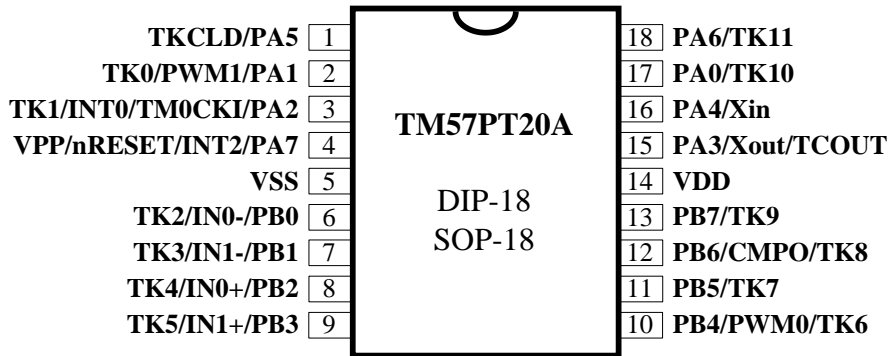 TKCLD/PA5 1 18 PA6/TK11
TK0/PWM1/PA1 2 17 PA0/TK10
TK1/INT0/TM0CKI/PA2 3 16 PA4/Xin
TM57PT20A
VPP/nRESET/INT2/PA7 4 15 PA3/Xout/TCOUT
VSS 5 14 VDD
DIP-18
TK2/IN0-/PB0 6 13 PB7/TK9
SOP-18
TK3/IN1-/PB1 7 12 PB6/CMPO/TK8
TK4/IN0+/PB2 8 11 PB5/TK7
TK5/IN1+/PB3 9 10 PB4/PWM0/TK6